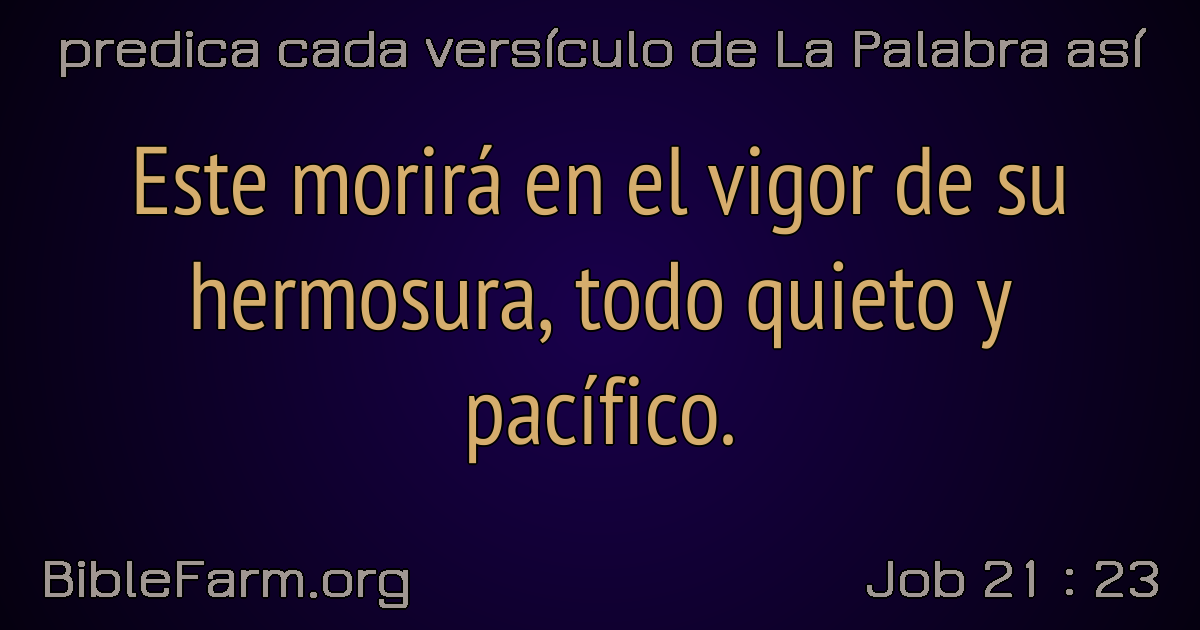 predica cada versículo de La Palabra así
Este morirá en el vigor de su
hermosura, todo quieto y
pacífico.
BibleFarm.org
Job 21 : 23